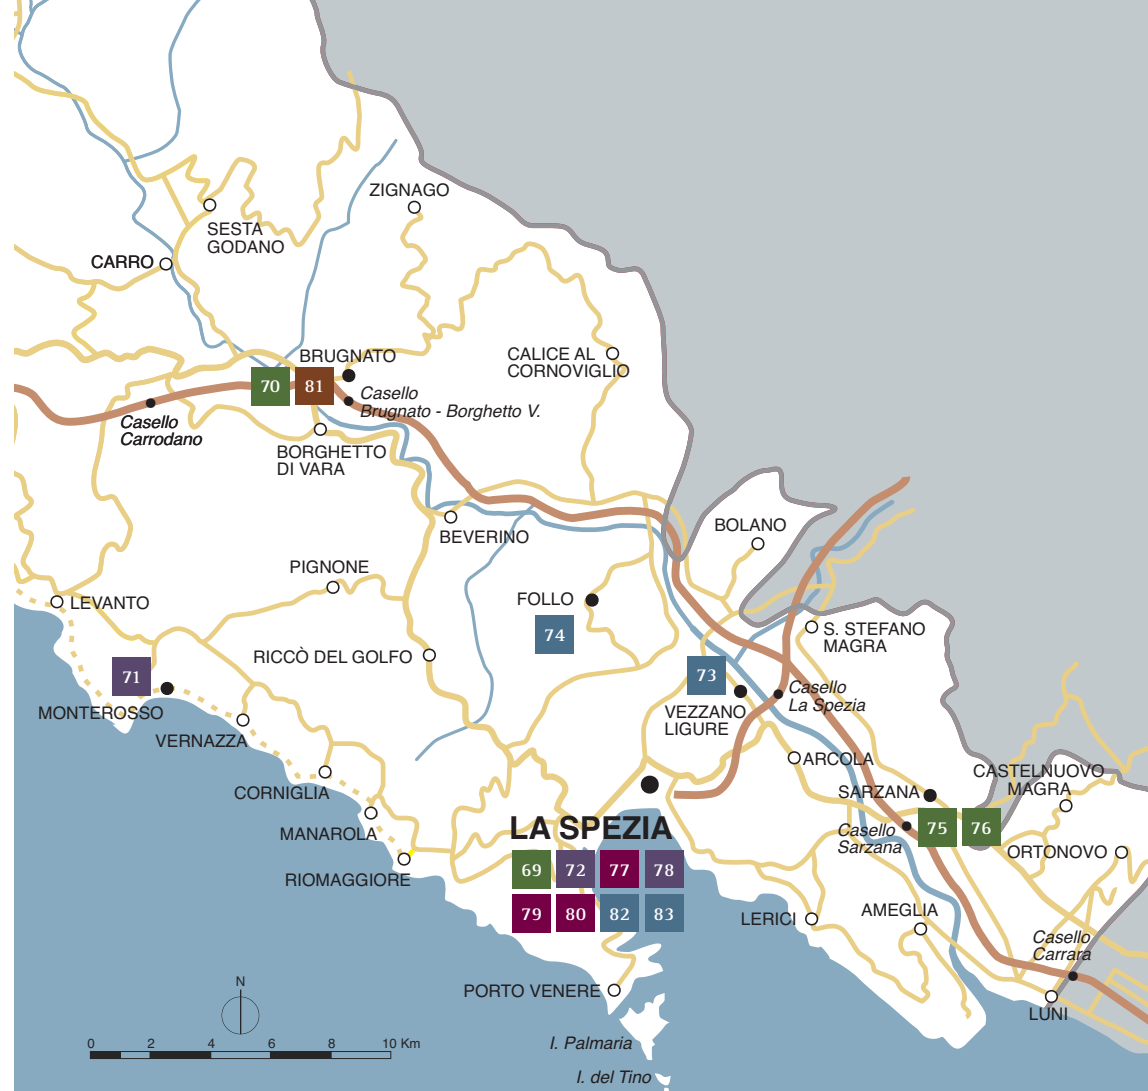 ZIGNAGO
SESTA
GODANO
CARRO
BRUGNATO
CALICE AL
CORNOVIGLIO
70
81
Casello
Brugnato - Borghetto V.
Casello
Carrodano
BORGHETTO
DI VARA
BOLANO
BEVERINO
PIGNONE
FOLLO
LEVANTO
74
S. STEFANO
MAGRA
RICCÒ DEL GOLFO
71
73
Casello
La Spezia
MONTEROSSO
VEZZANO
LIGURE
VERNAZZA
ARCOLA
CASTELNUOVO
MAGRA
CORNIGLIA
SARZANA
LA SPEZIA
MANAROLA
Casello
Sarzana
75
76
ORTONOVO
RIOMAGGIORE
69
72
77
78
79
80
82
83
LERICI
AMEGLIA
Casello
Carrara
PORTO VENERE
LUNI
N
I. Palmaria
0
2
4
6
8
10 Km
I. del Tino